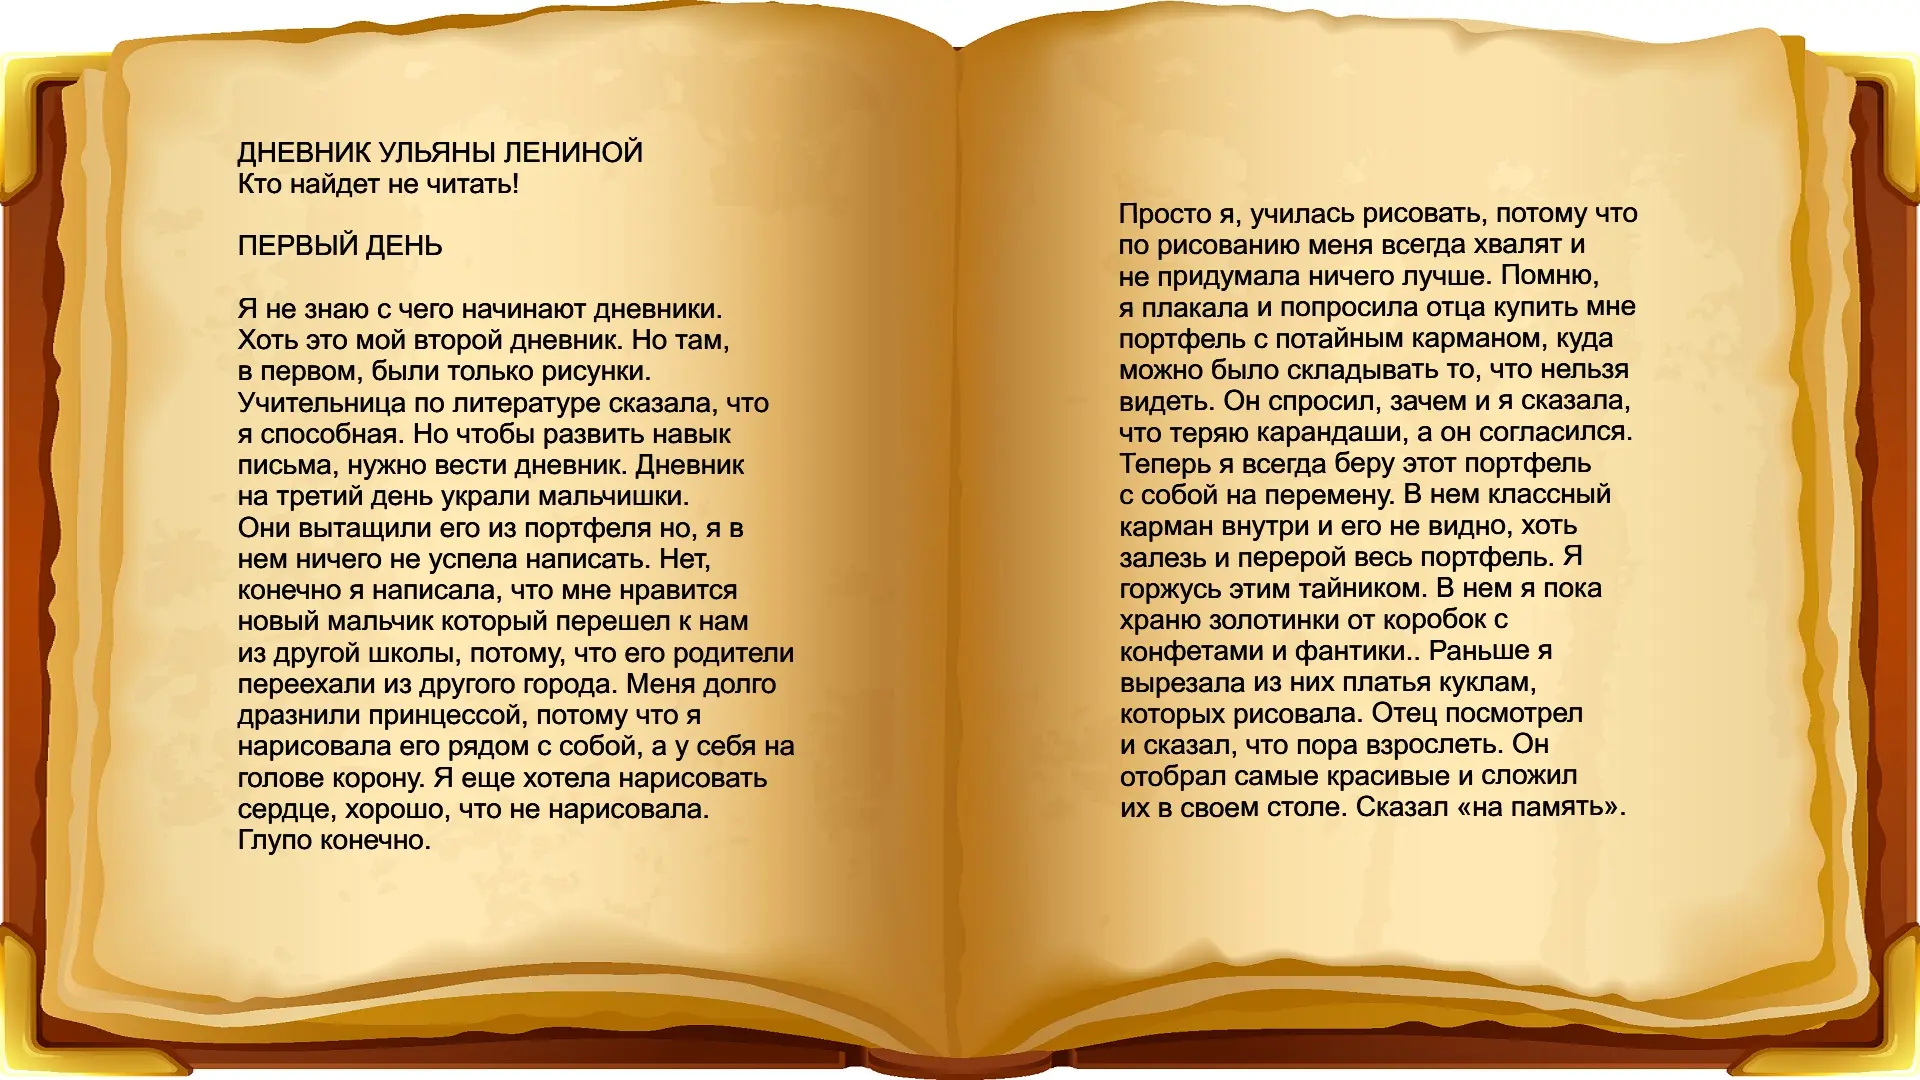 ДНЕВНИК УЛЬЯНЫ ЛЕНИНОЙ
Кто найдет не читать!
ПЕРВЫЙ ДЕНЬ
Я не знаю с чего начинают дневники.
Хоть это мой второй дневник. Но там,
в первом, были только рисунки.
Учительница по литературе сказала, что
я способная. Но чтобы развить навык
письма, нужно вести дневник. Дневник
на третий день украли мальчишки.
Они вытащили его из портфеля но, я в
нем ничего не успела написать. Нет,
конечно я написала, что мне нравится
новый мальчик который перешел к нам
из другой школы, потому, что его родители
переехали из другого города. Меня долго
дразнили принцессой, потому что я
нарисовала его рядом с собой, а у себя на
голове корону. Я еще хотела нарисовать
сердце, хорошо, что не нарисовала.
Глупо конечно.
Просто я, училась рисовать, потому что
по рисованию меня всегда хвалят и
не придумала ничего лучше. Помню,
я плакала и попросила отца купить мне
портфель с потайным карманом, куда
можно было складывать то, что нельзя
видеть. Он спросил, зачем и я сказала,
что теряю карандаши, а он согласился.
Теперь я всегда беру этот портфель
с собой на перемену. В нем классный
карман внутри и его не видно, хоть
залезь и перерой весь портфель. Я
горжусь этим тайником. В нем я пока
храню золотинки от коробок с
конфетами и фантики.. Раньше я
вырезала из них платья куклам,
которых рисовала. Отец посмотрел
и сказал, что пора взрослеть. Он
отобрал самые красивые и сложил
их в своем столе. Сказал «на память».